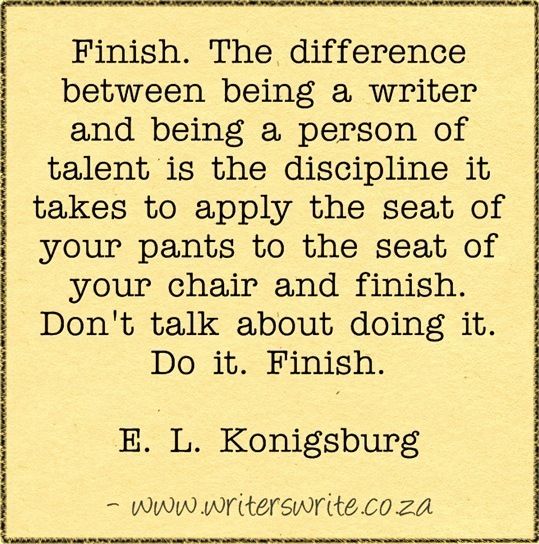 Finish. The difference
between being a writer
and being a person of
talent is the discipline it
takes to apply the seat of
your pants to the seat of
your chair and finish.
Don't talk about doing it.
Do it. Finish.
E. L. Konigsburg
- www.writerswrite.co.za